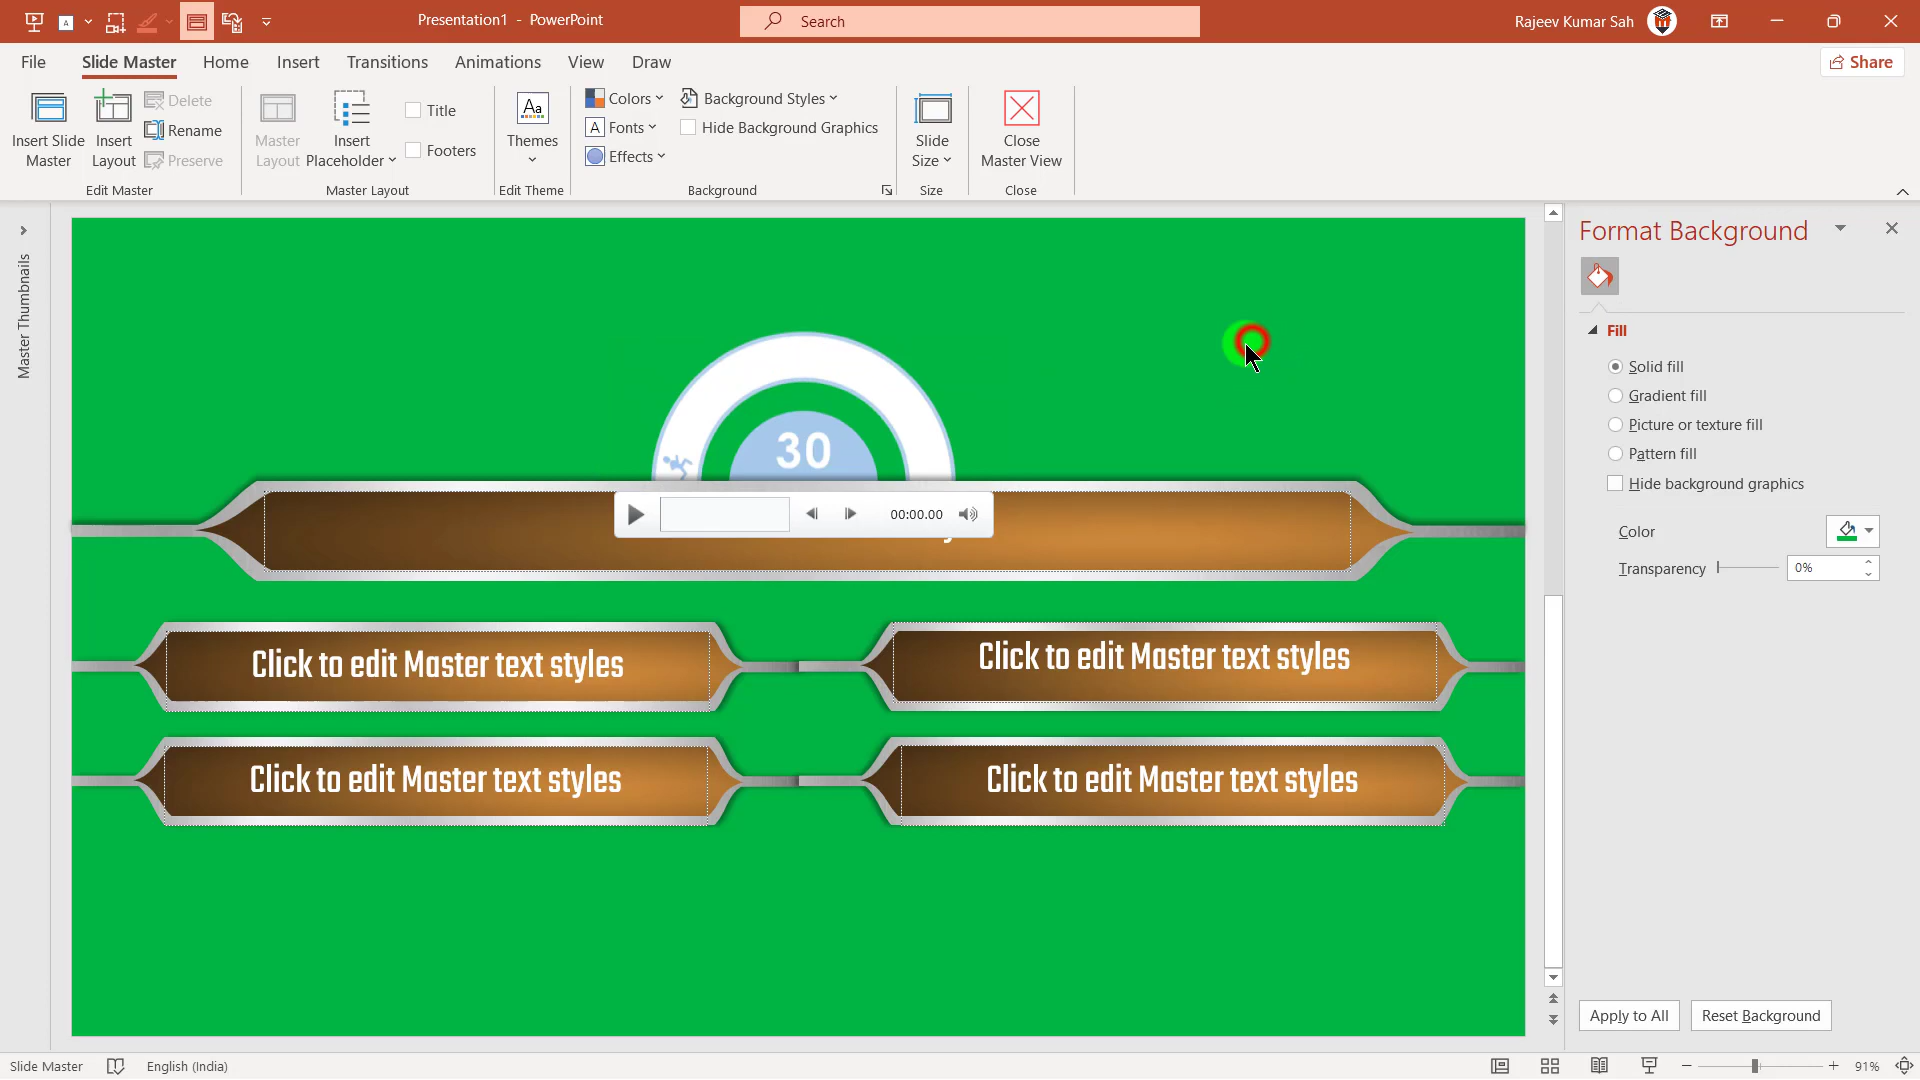 Presentation1 - PowerPoint
Search
Rajeev Kumar Sah
File
Slide Master
Home
Insert
Transitions
Animations
View
Draw
Share
Insert Slide Master
Insert Layout
Delete
Rename
Preserve
Edit Master
Master Layout
Insert Placeholder
Title
Footers
Master Layout
Themes
Edit Theme
Colors
Fonts
Effects
Background Styles
Hide Background Graphics
Background
Slide Size
Size
Close Master View
Close
Master Thumbnails
30
00:00.00
Click to edit Master text styles
Click to edit Master text styles
Click to edit Master text styles
Click to edit Master text styles
Format Background
Fill
Solid fill
Gradient fill
Picture or texture fill
Pattern fill
Hide background graphics
Color
Transparency
0%
Apply to All
Reset Background
Slide Master
English (India)
91%